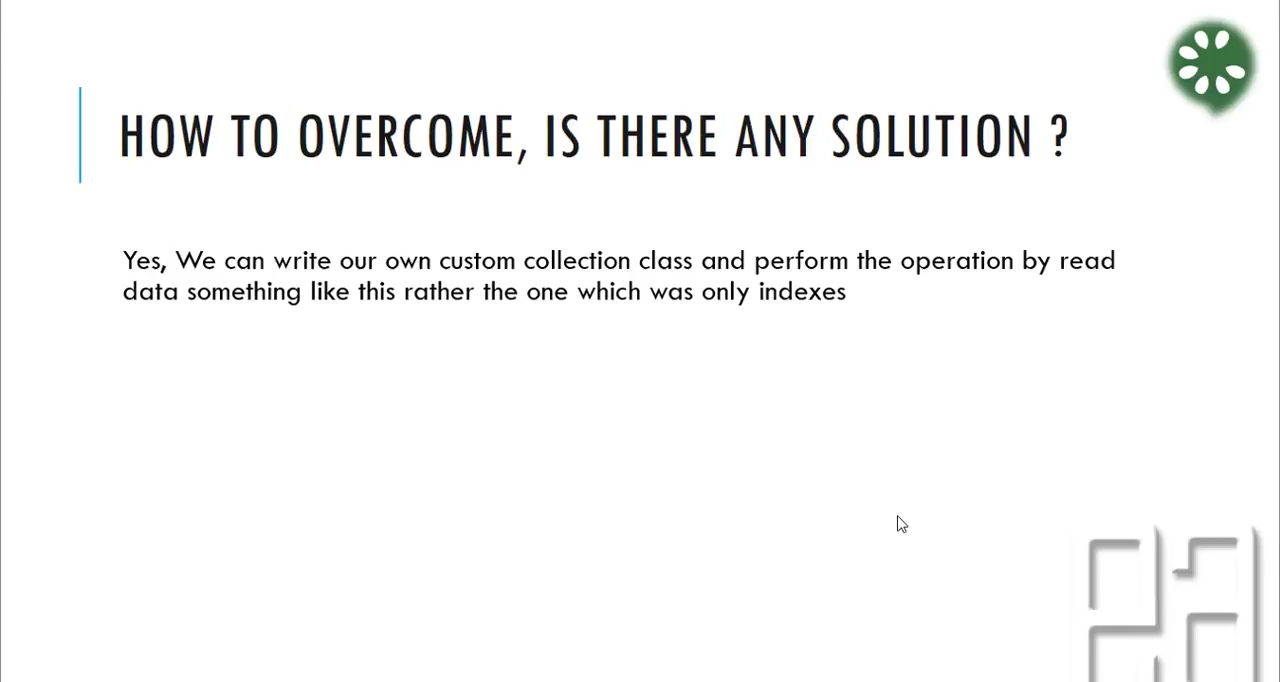 HOW TO OVERCOME, IS THERE ANY SOLUTION ?
Yes, We can write our own custom collection class and perform the operation by read
data something like this rather the one which was only indexes